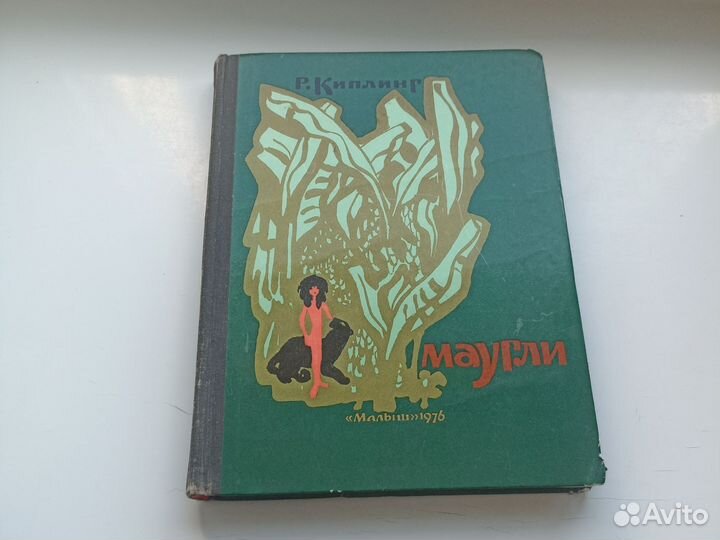 Р. Киплинг
маугли
«Малыш» 1976
Avito